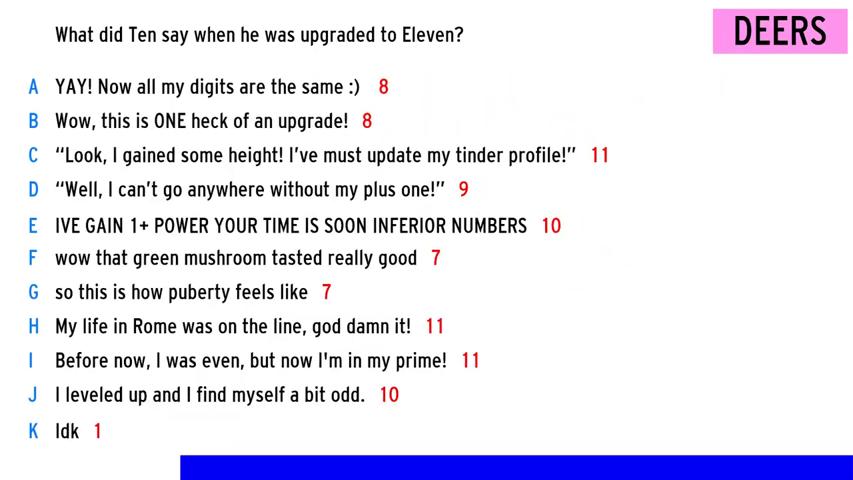 What did Ten say when he was upgraded to Eleven?
DEERS
A YAY! Now all my digits are the same :) 8
B Wow, this is ONE heck of an upgrade! 8
C “Look, I gained some height! I’ve must update my tinder profile!” 11
D “Well, I can’t go anywhere without my plus one!” 9
E IVE GAIN 1+ POWER YOUR TIME IS SOON INFERIOR NUMBERS 10
F wow that green mushroom tasted really good 7
G so this is how puberty feels like 7
H My life in Rome was on the line, god damn it! 11
I Before now, I was even, but now I'm in my prime! 11
J I leveled up and I find myself a bit odd. 10
K Idk 1